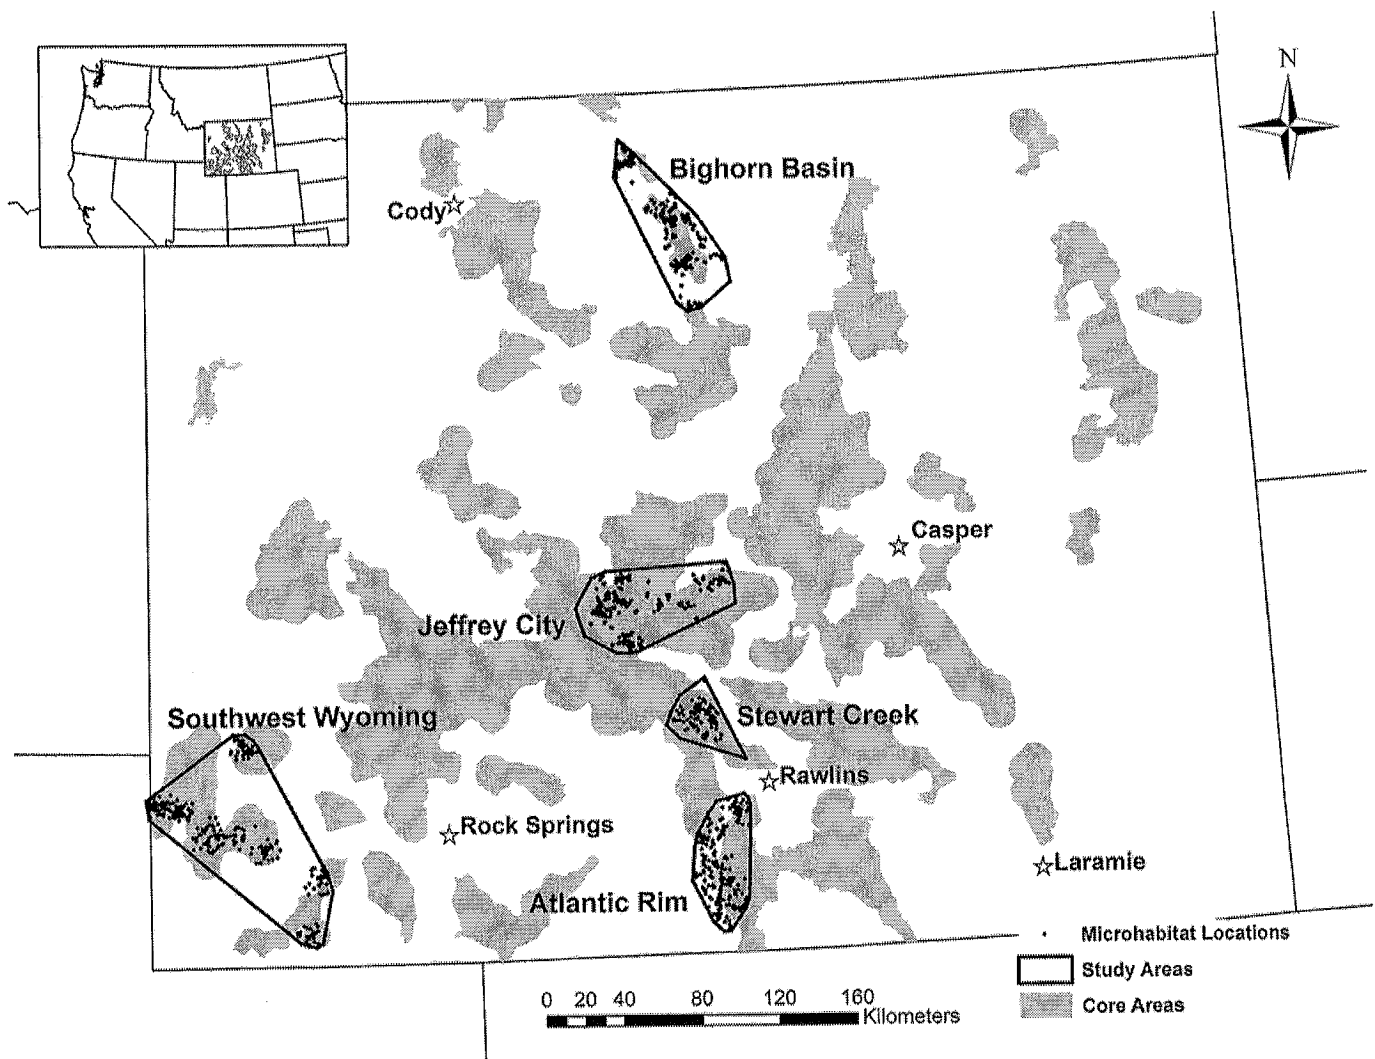 N
Bighorn Basin
Cody
Casper
Jeffrey City
Southwest Wyoming
Stewart Creek
Rawlins
Rock Springs
Laramie
Atlantic Rim
Microhabitat Locations
Study Areas
Core Areas
0 20 40 80 120 160
Kilometers